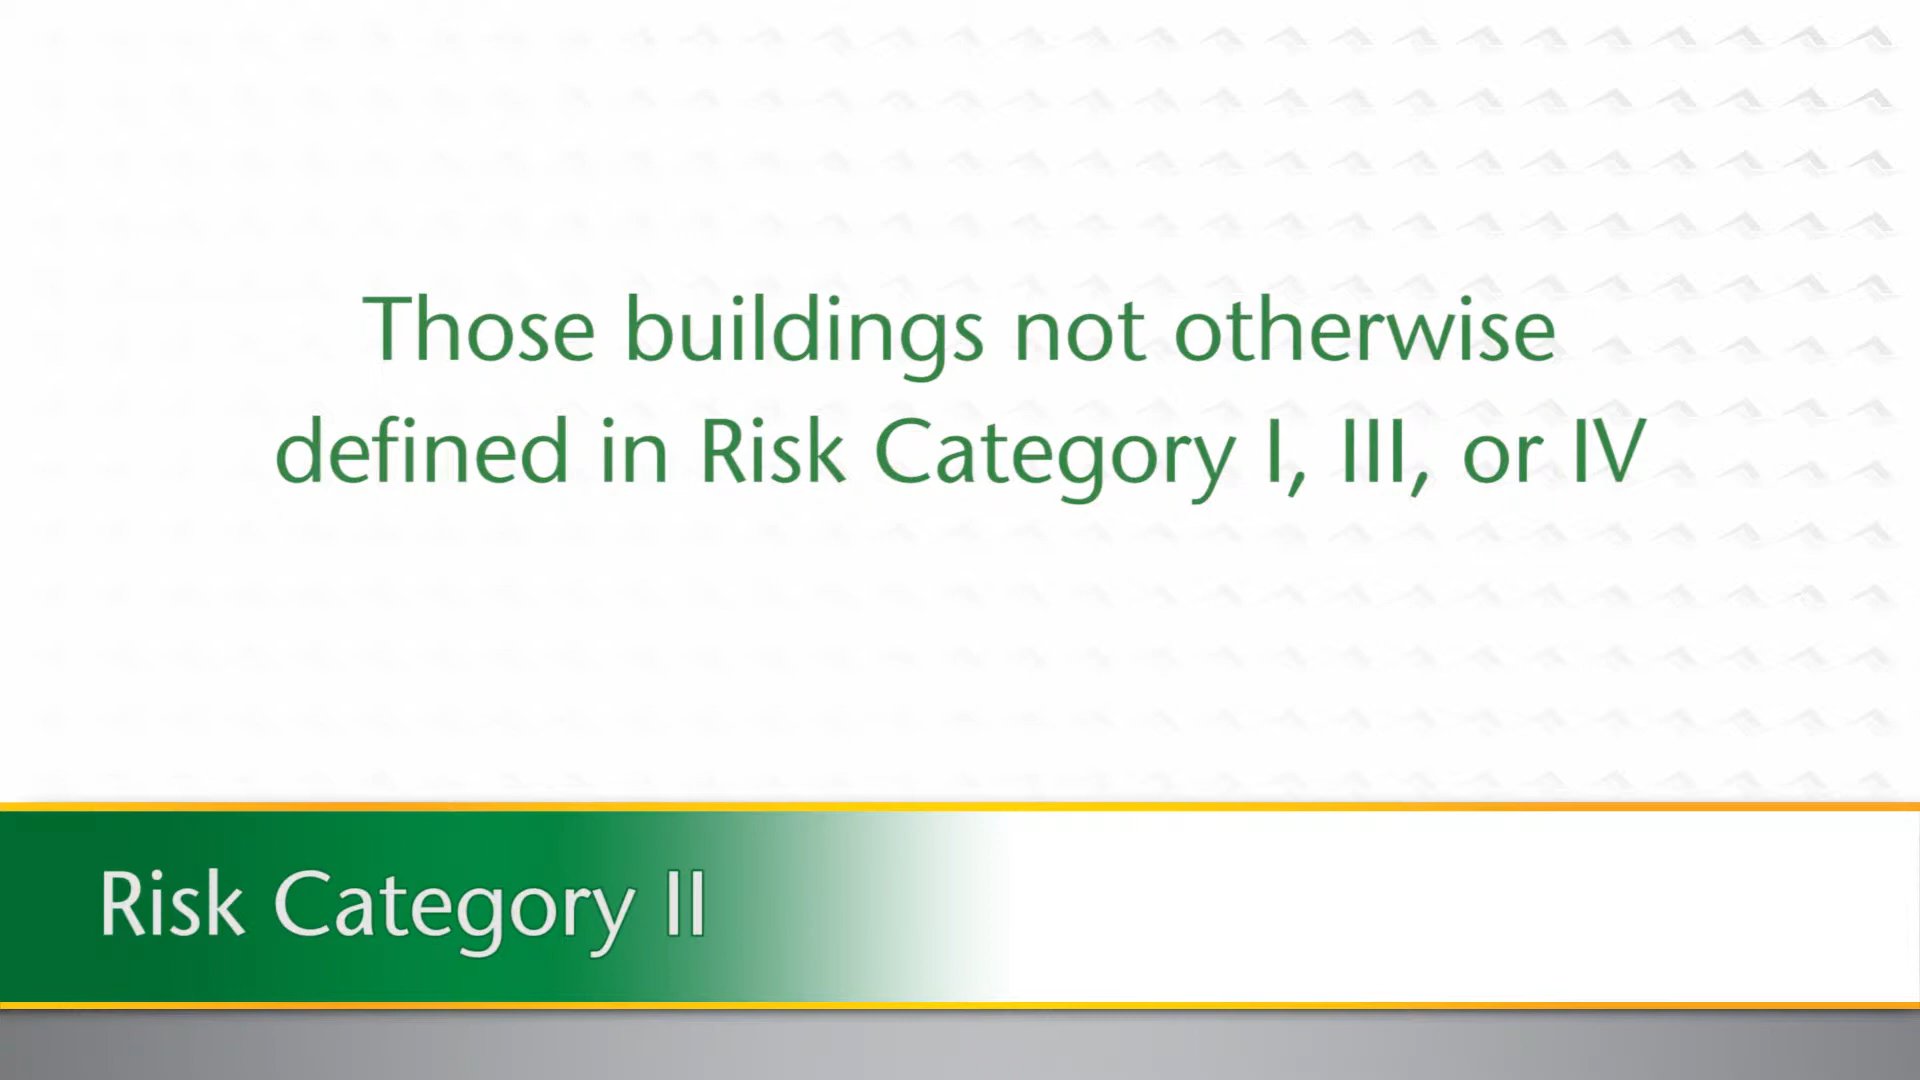 Those buildings not otherwise
defined in Risk Category I, III, or IV
Risk Category II